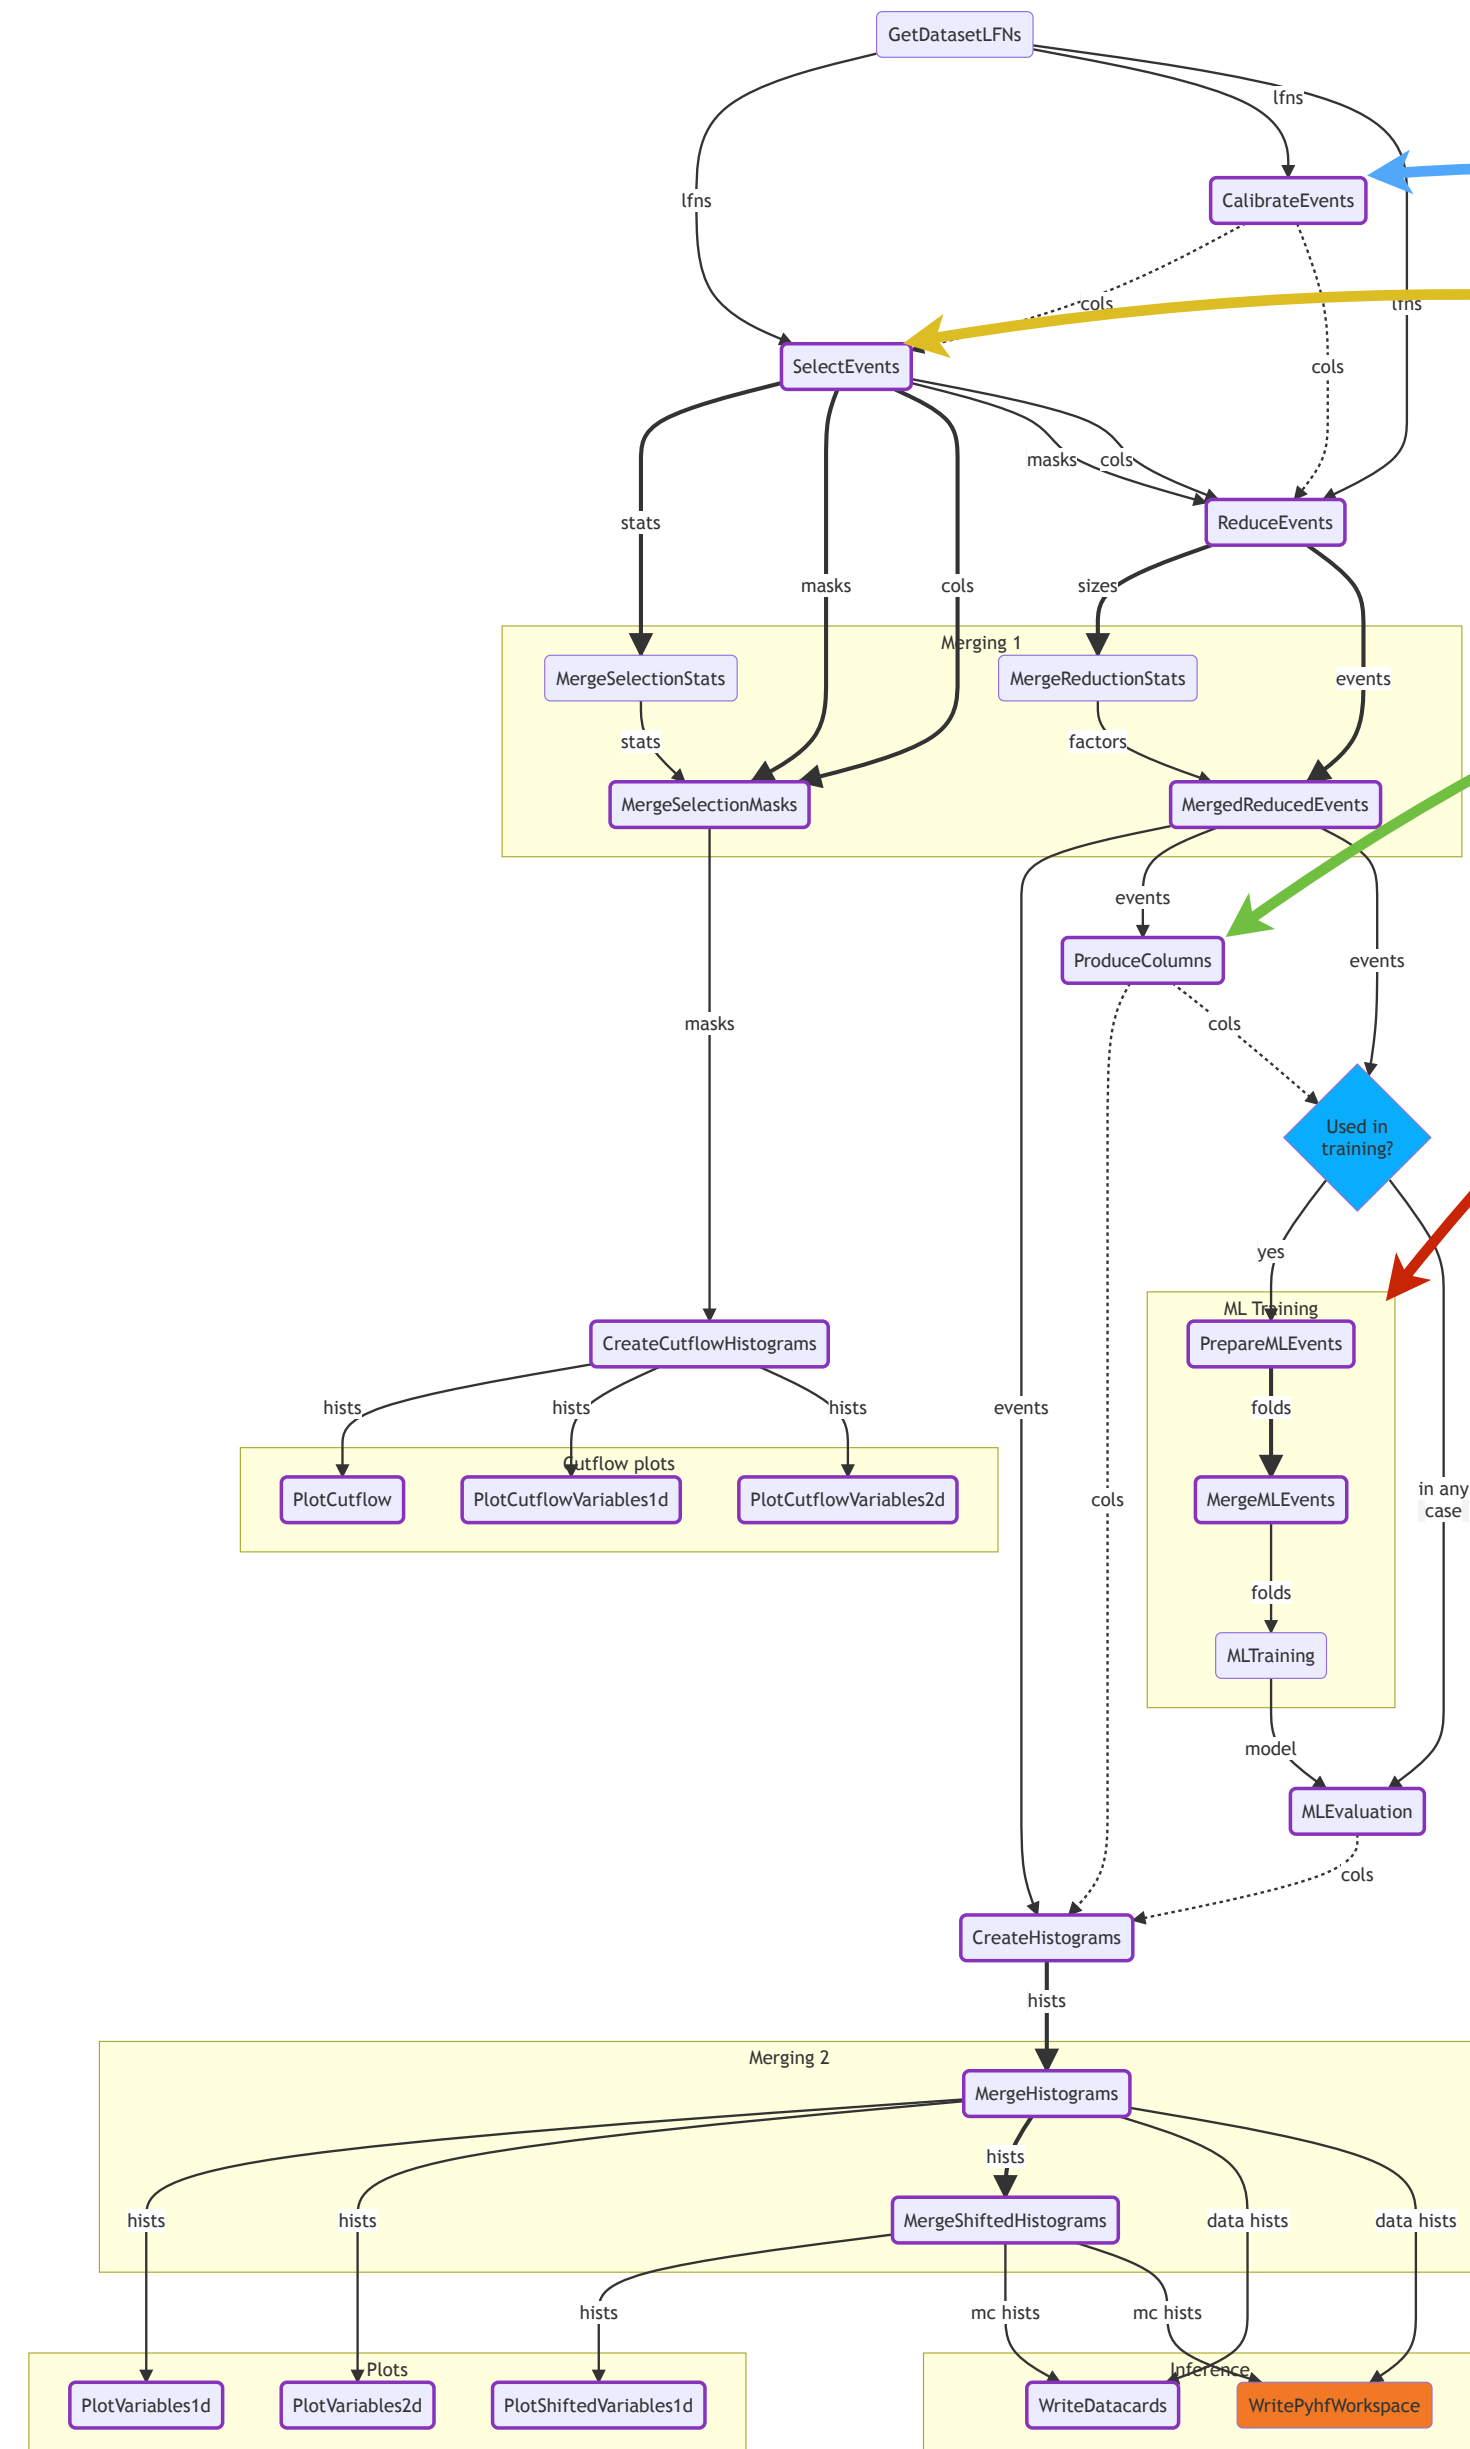 GetDatasetLFNs
lfns
CalibrateEvents
lfns
cols
lfns
SelectEvents
cols
masks
cols
stats
ReduceEvents
masks
cols
sizes
Merging 1
MergeSelectionStats
MergeReductionStats
events
stats
factors
MergeSelectionMasks
MergedReducedEvents
events
ProduceColumns
events
masks
cols
Used in
training?
yes
ML Training
CreateCutflowHistograms
PrepareMLEvents
hists
hists
hists
events
folds
Cutflow plots
PlotCutflow
PlotCutflowVariables1d
PlotCutflowVariables2d
cols
MergeMLEvents
in any
case
folds
MLTraining
model
MLEvaluation
cols
CreateHistograms
hists
Merging 2
MergeHistograms
hists
hists
hists
MergeShiftedHistograms
data hists
data hists
hists
mc hists
mc hists
Plots
Inference
PlotVariables1d
PlotVariables2d
PlotShiftedVariables1d
WriteDatacards
WritePyhfWorkspace